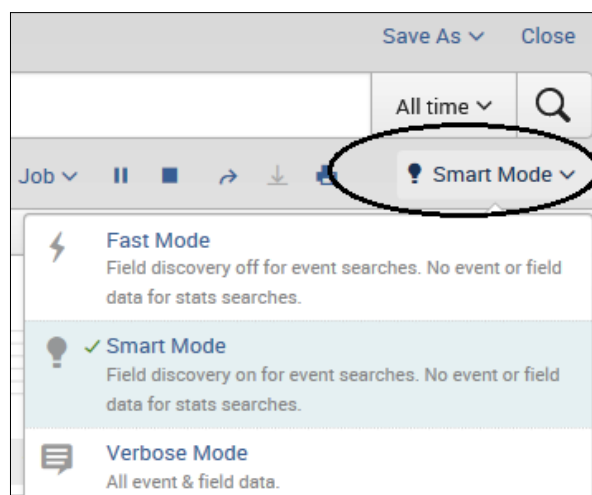 Save As Close
All time
Job Smart Mode
Fast Mode
Field discovery off for event searches. No event or field
data for stats searches.
Smart Mode
Field discovery on for event searches. No event or field
data for stats searches.
Verbose Mode
All event & field data.